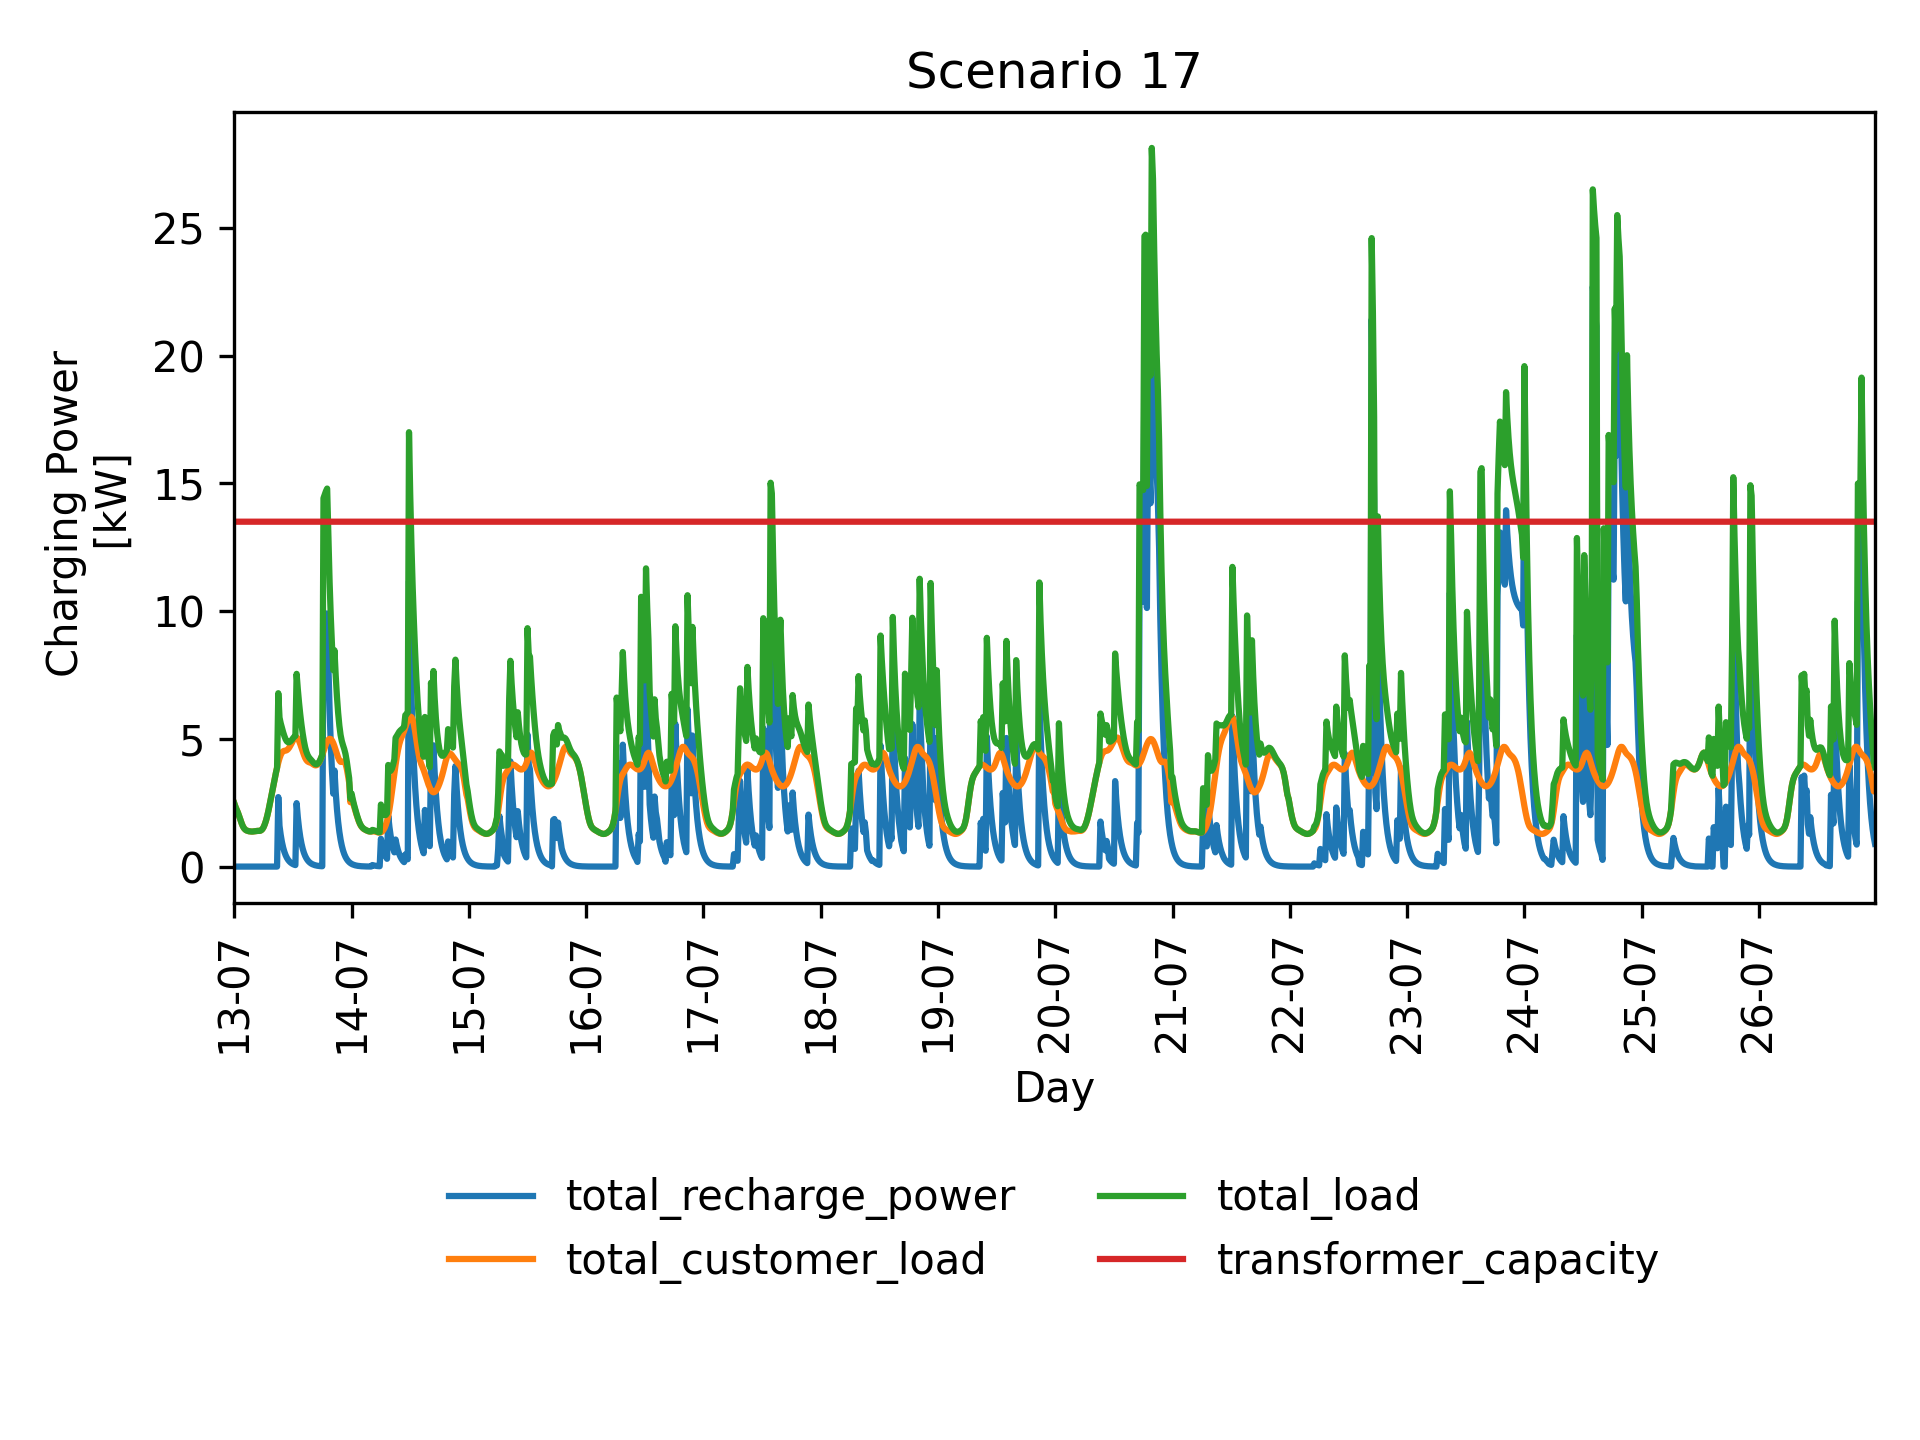 Scenario 17
Charging Power
[kW]
25
20
15
10
5
0
13-07
14-07
15-07
16-07
17-07
18-07
19-07
20-07
21-07
22-07
23-07
24-07
25-07
26-07
Day
total_recharge_power
total_customer_load
total_load
transformer_capacity